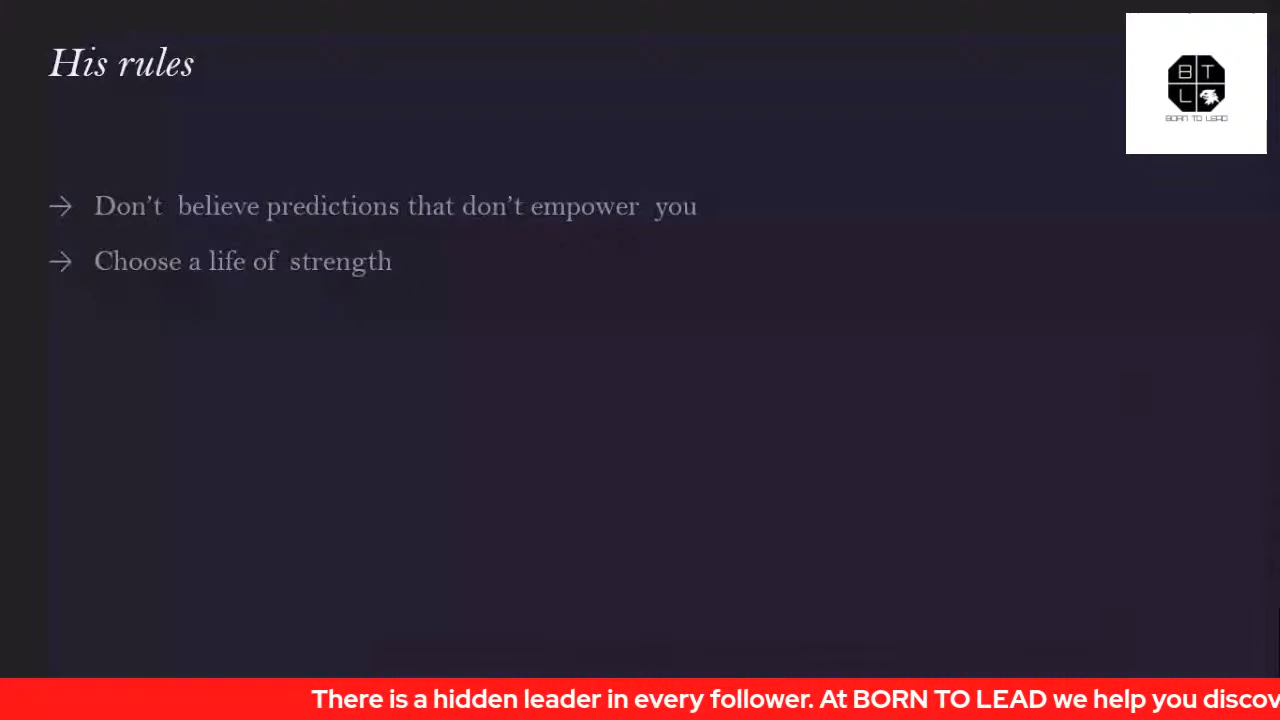 His rules
B T
L
BORN TO LEAD
→ Don’t believe predictions that don’t empower you
→ Choose a life of strength
There is a hidden leader in every follower. At BORN TO LEAD we help you discov